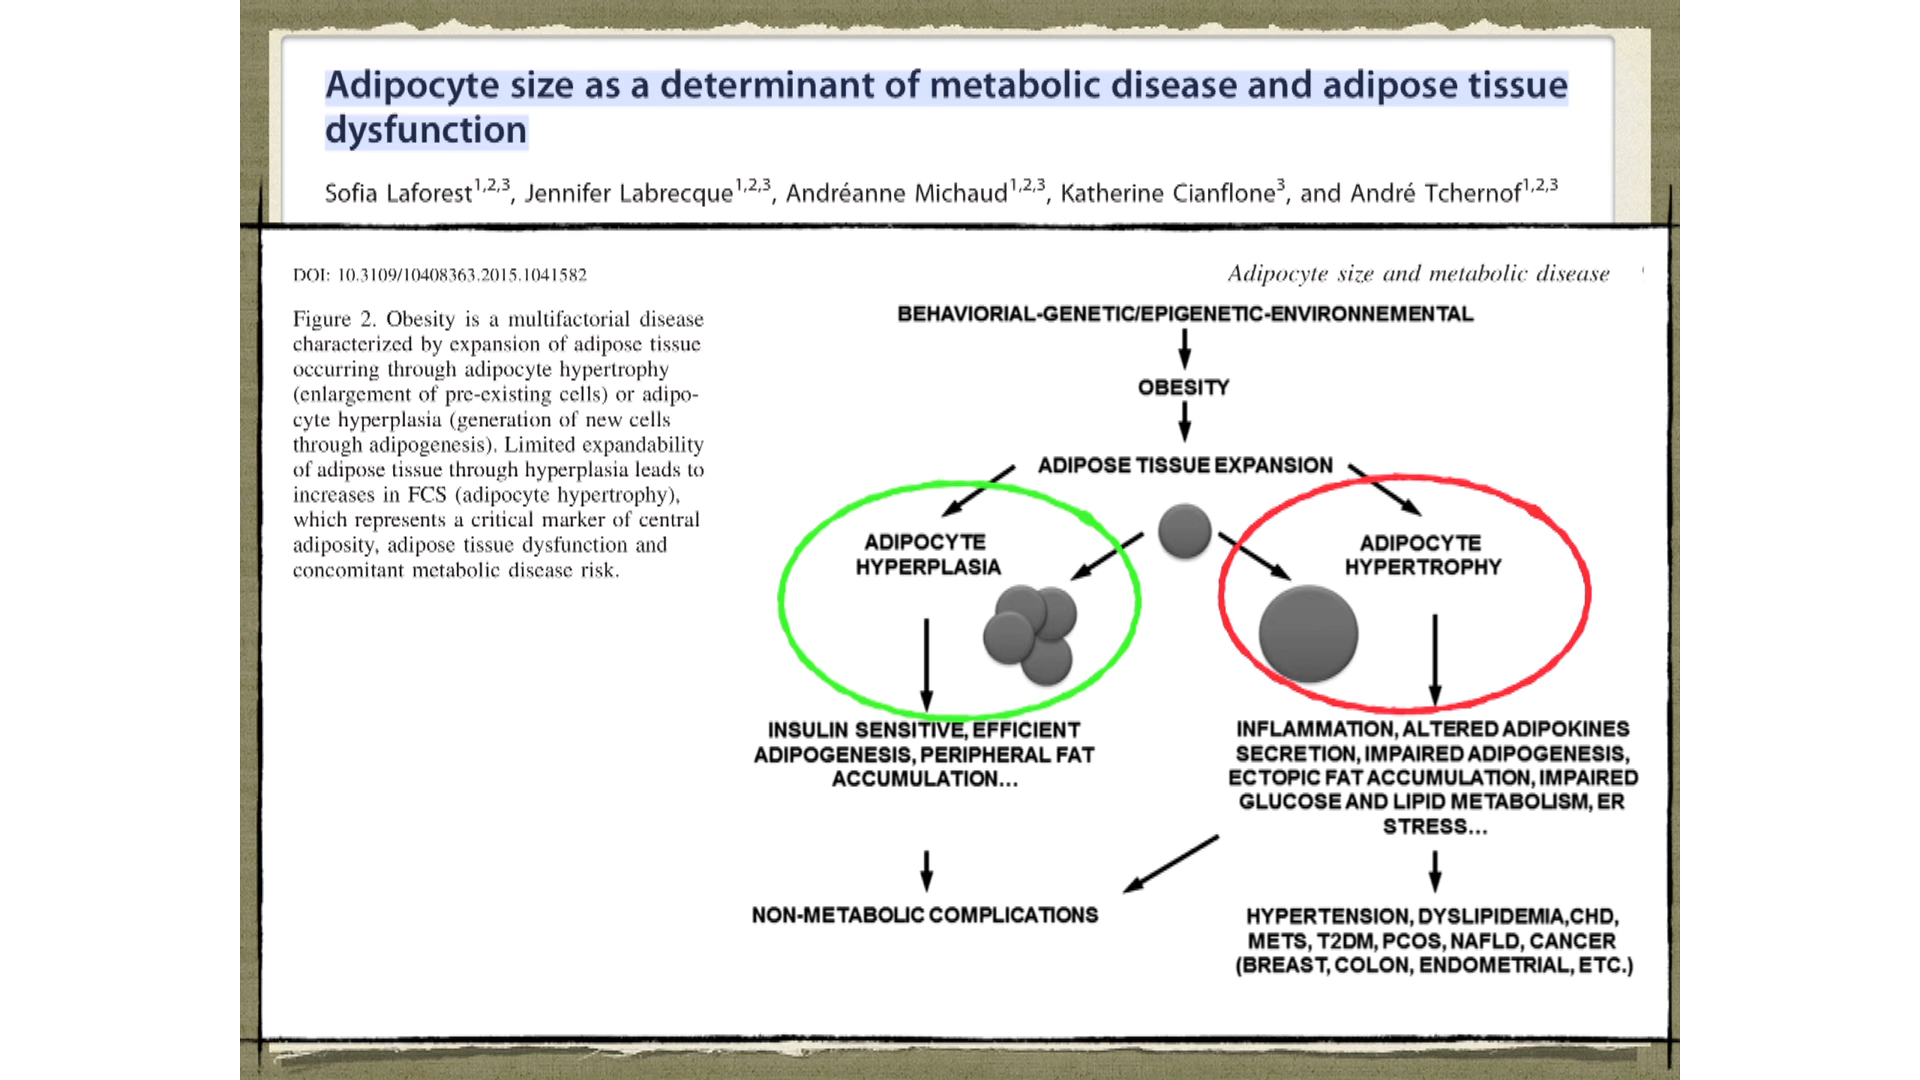 Adipocyte size as a determinant of metabolic disease and adipose tissue
dysfunction
Sofia Laforest1,2,3, Jennifer Labrecque1,2,3, Andréanne Michaud1,2,3, Katherine Cianflone3, and André Tchernof1,2,3
DOI: 10.3109/10408363.2015.1041582
Adipocyte size and metabolic disease
Figure 2. Obesity is a multifactorial disease
characterized by expansion of adipose tissue
occurring through adipocyte hypertrophy
(enlargement of pre-existing cells) or adipo-
cyte hyperplasia (generation of new cells
through adipogenesis). Limited expandability
of adipose tissue through hyperplasia leads to
increases in FCS (adipocyte hypertrophy),
which represents a critical marker of central
adiposity, adipose tissue dysfunction and
concomitant metabolic disease risk.
BEHAVIORIAL-GENETIC/EPIGENETIC-ENVIRONNEMENTAL
OBESITY
ADIPOSE TISSUE EXPANSION
ADIPOCYTE
HYPERPLASIA
ADIPOCYTE
HYPERTROPHY
INSULIN SENSITIVE, EFFICIENT
ADIPOGENESIS, PERIPHERAL FAT
ACCUMULATION...
INFLAMMATION, ALTERED ADIPOKINES
SECRETION, IMPAIRED ADIPOGENESIS,
ECTOPIC FAT ACCUMULATION, IMPAIRED
GLUCOSE AND LIPID METABOLISM, ER
STRESS...
NON-METABOLIC COMPLICATIONS
HYPERTENSION, DYSLIPIDEMIA,CHD,
METS, T2DM, PCOS, NAFLD, CANCER
(BREAST, COLON, ENDOMETRIAL, ETC.)